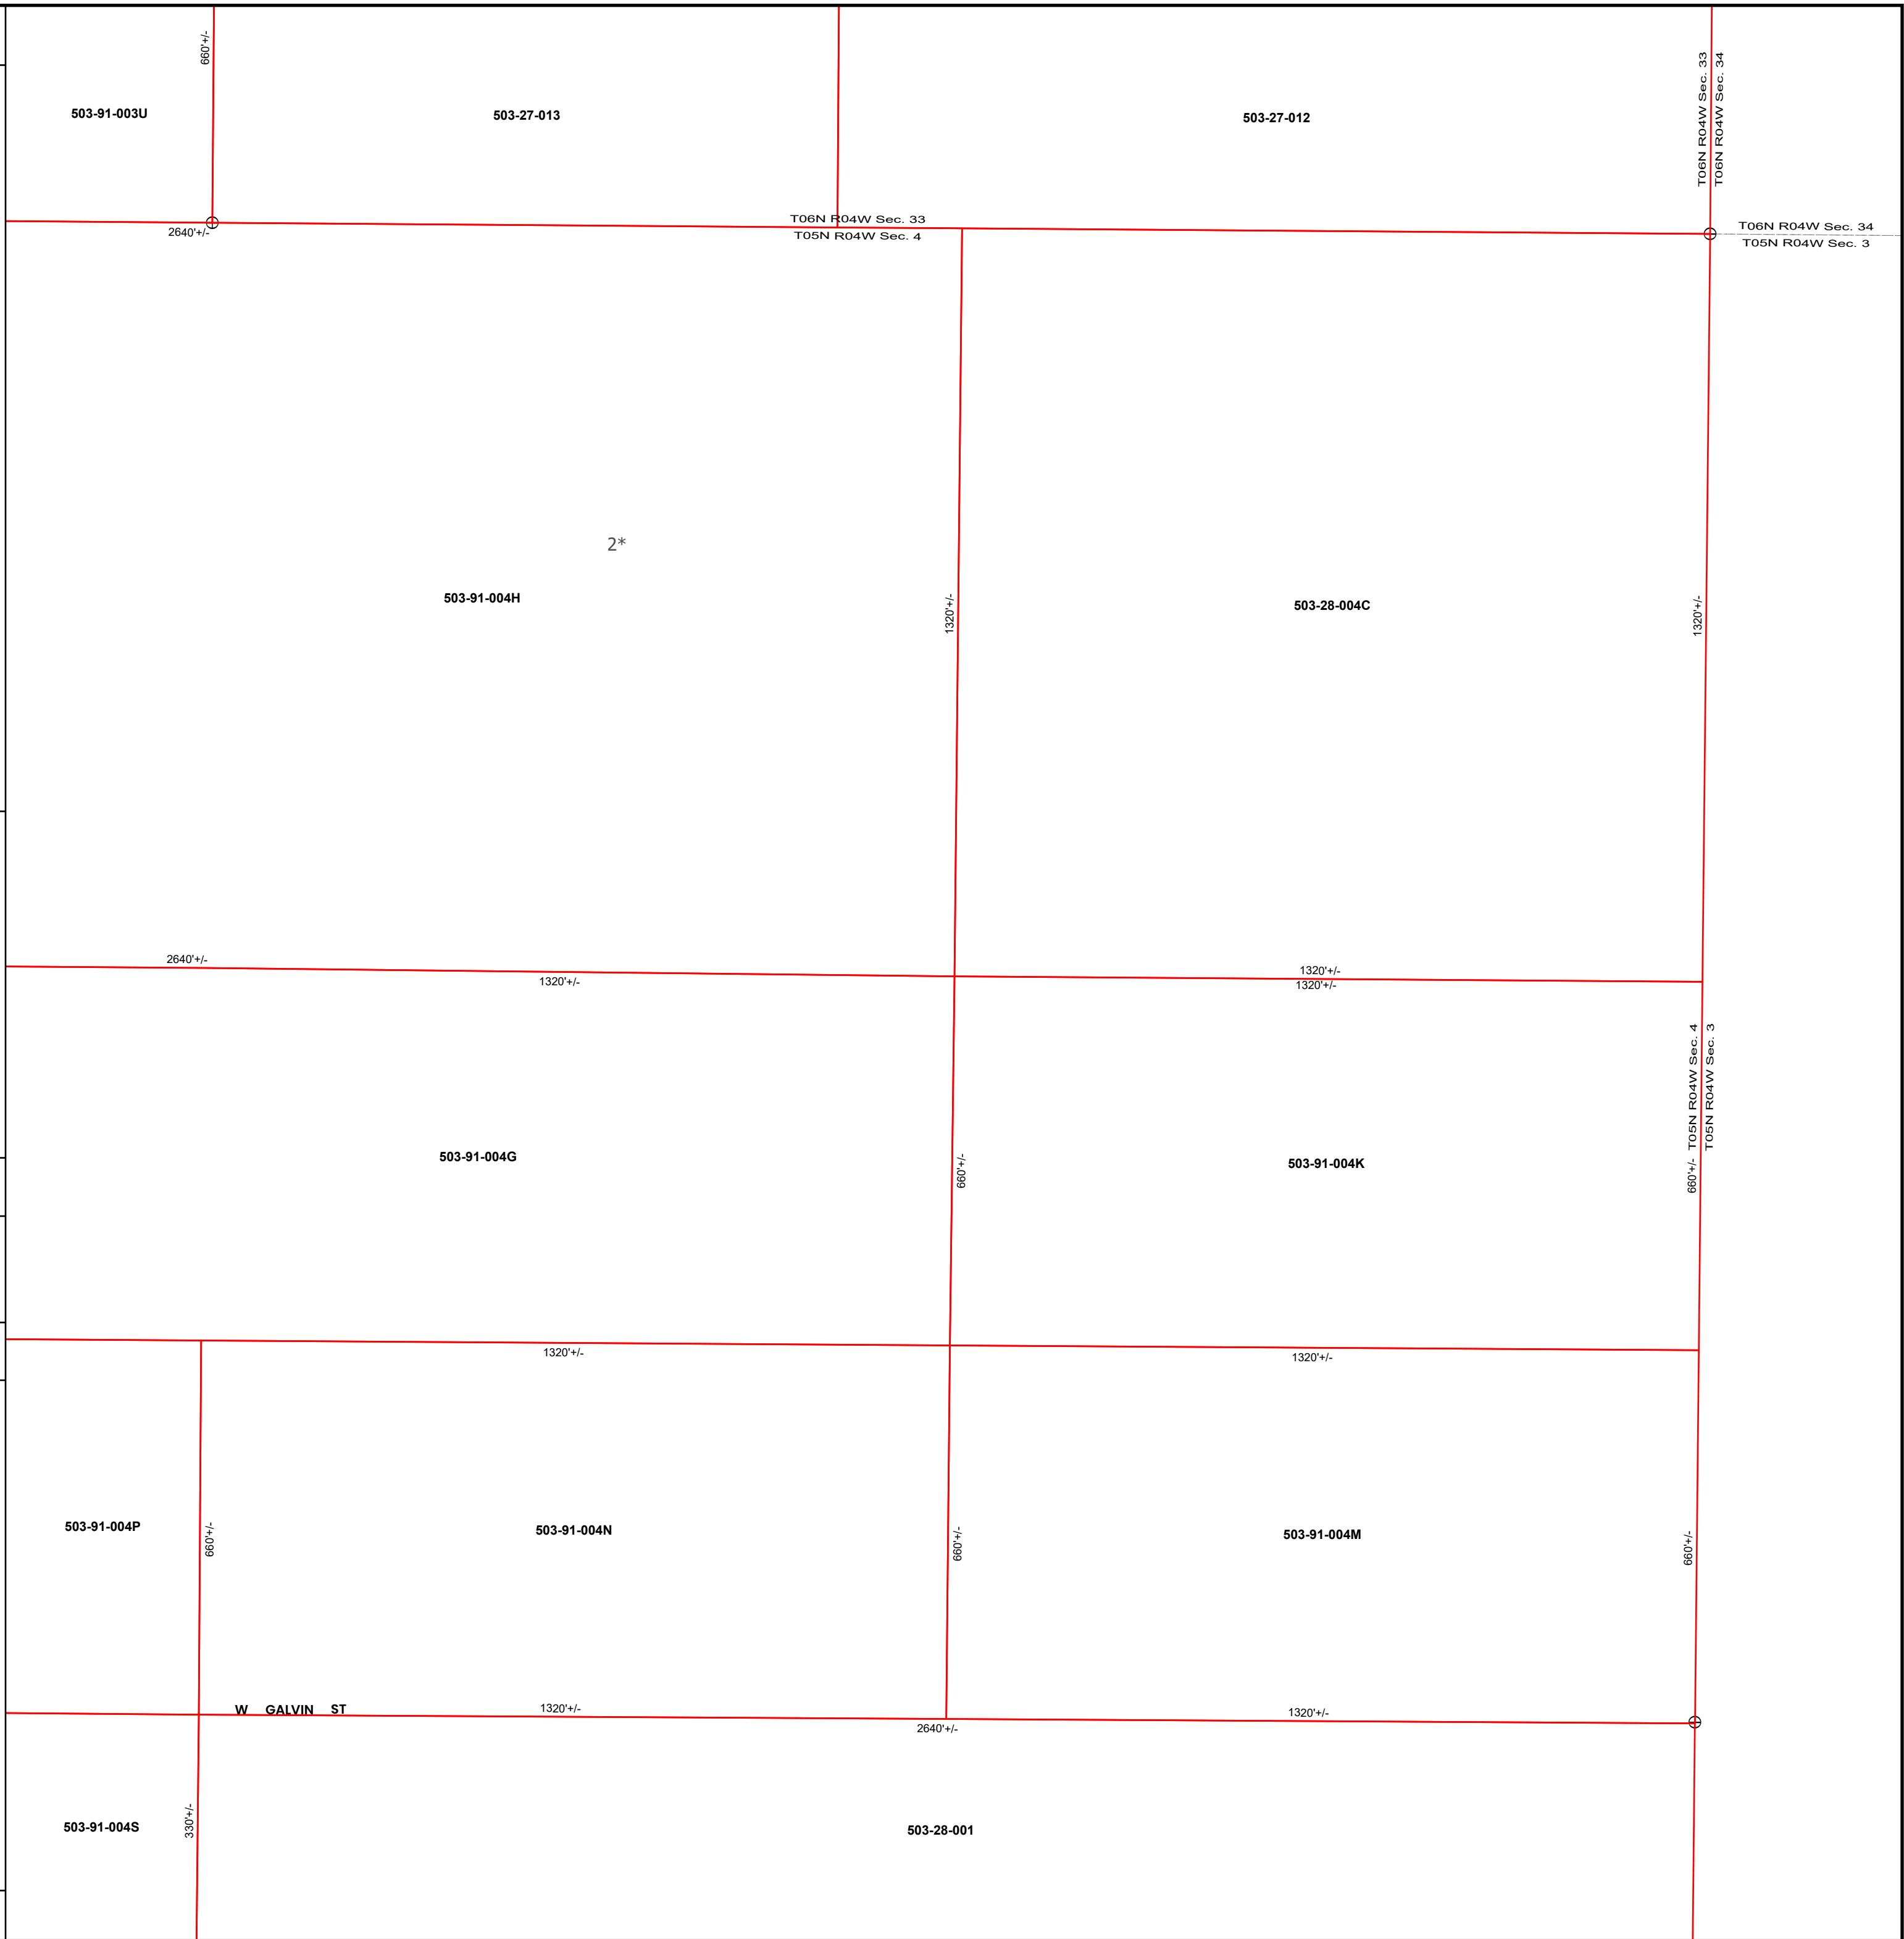 660'+/-
T06N R04W Sec. 33
T06N R04W Sec. 34
503-91-003U
503-27-013
503-27-012
T06N R04W Sec. 33
T06N R04W Sec. 34
2640'+/-
T05N R04W Sec. 4
T05N R04W Sec. 3
2*
503-91-004H
1320'+/-
503-28-004C
1320'+/-
2640'+/-
1320'+/-
1320'+/-
1320'+/-
T05N R04W Sec. 4
T05N R04W Sec. 3
503-91-004G
660'+/-
503-91-004K
660'+/-
1320'+/-
1320'+/-
503-91-004P
660'+/-
503-91-004N
660'+/-
503-91-004M
660'+/-
W GALVIN ST
1320'+/-
1320'+/-
2640'+/-
503-91-004S
330'+/-
503-28-001